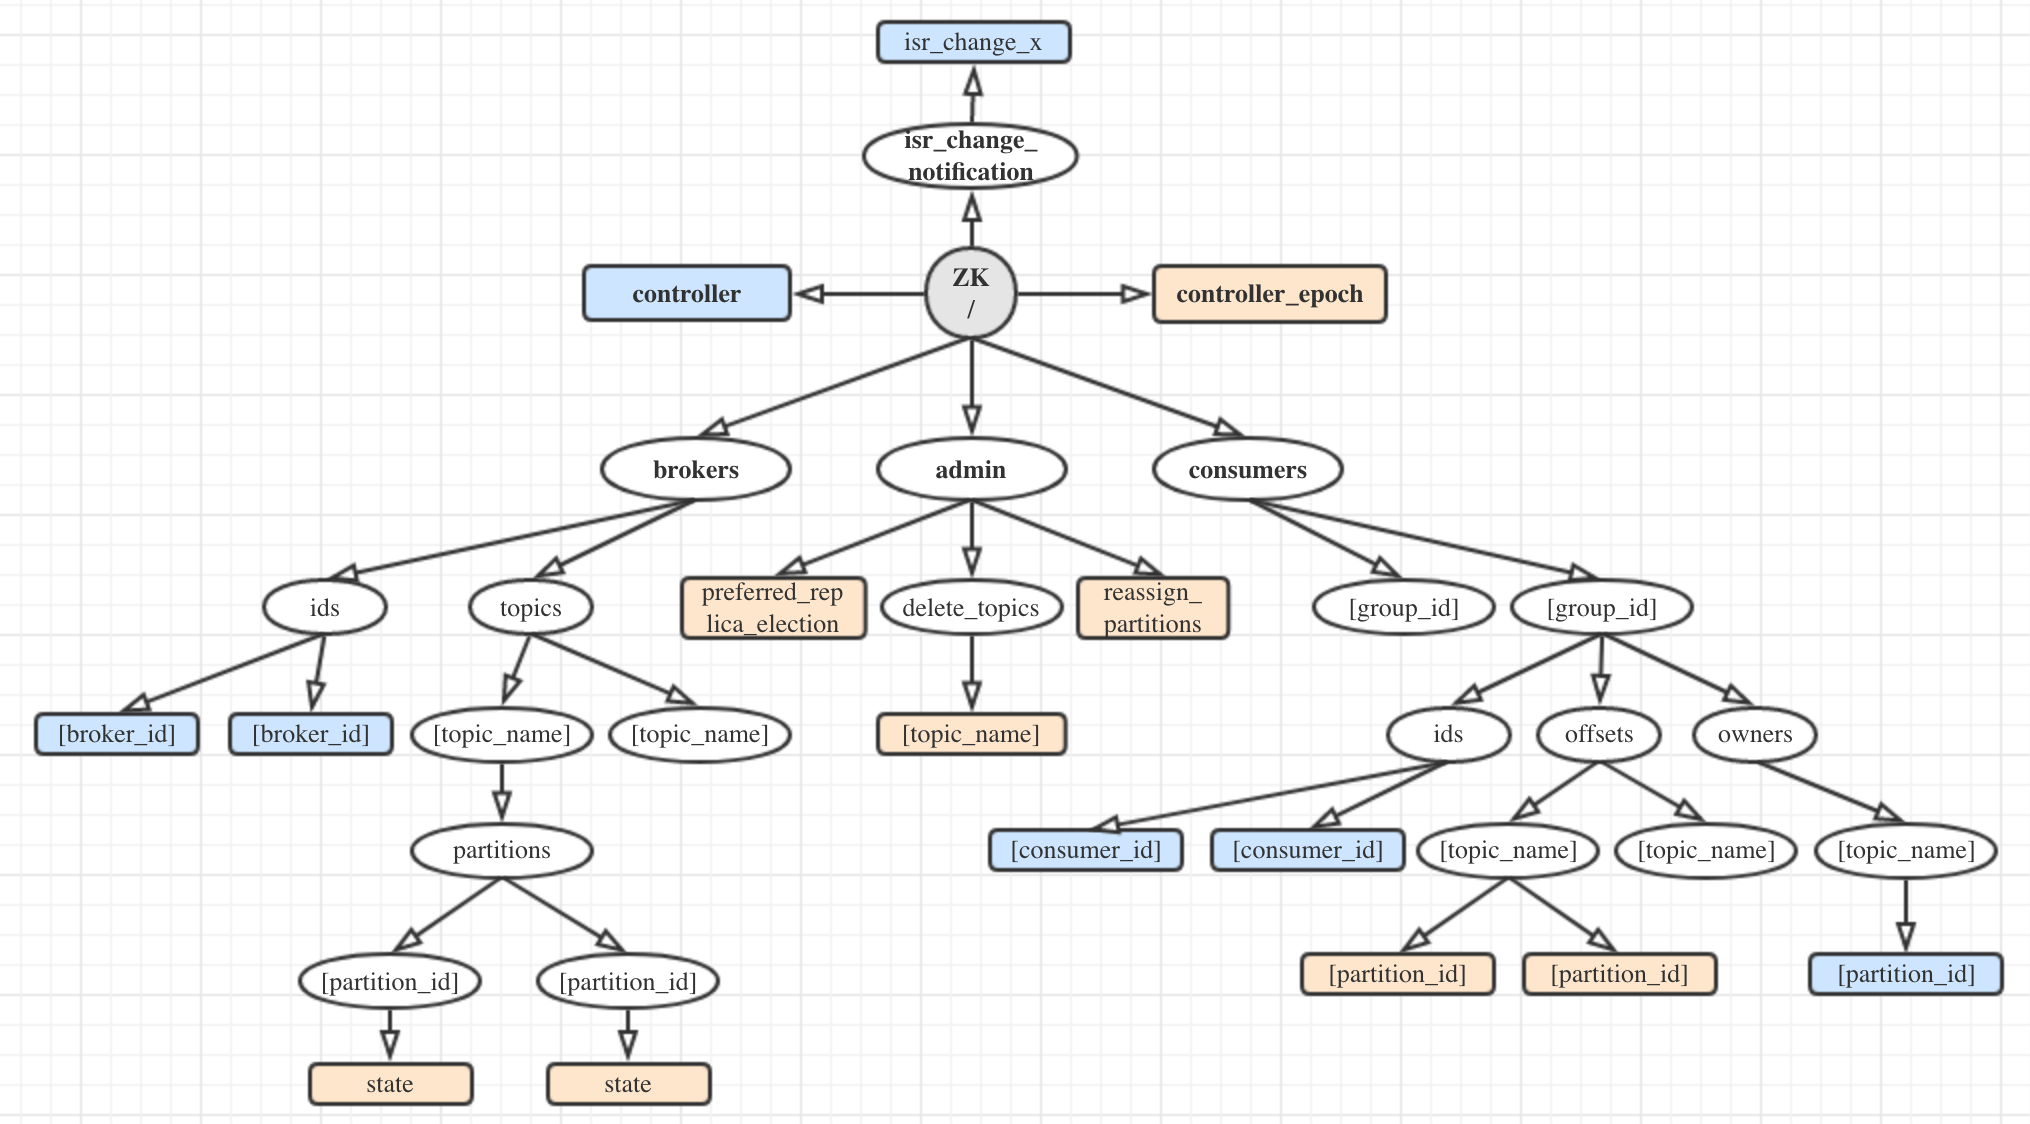 isr_change_x
isr_change_
notification
controller
ZK
/
controller_epoch
brokers
admin
consumers
ids
topics
preferred_rep
lica_election
delete_topics
reassign_
partitions
[group_id]
[group_id]
[broker_id]
[broker_id]
[topic_name]
[topic_name]
[topic_name]
ids
offsets
owners
partitions
[consumer_id]
[consumer_id]
[topic_name]
[topic_name]
[topic_name]
[partition_id]
[partition_id]
[partition_id]
[partition_id]
[partition_id]
state
state